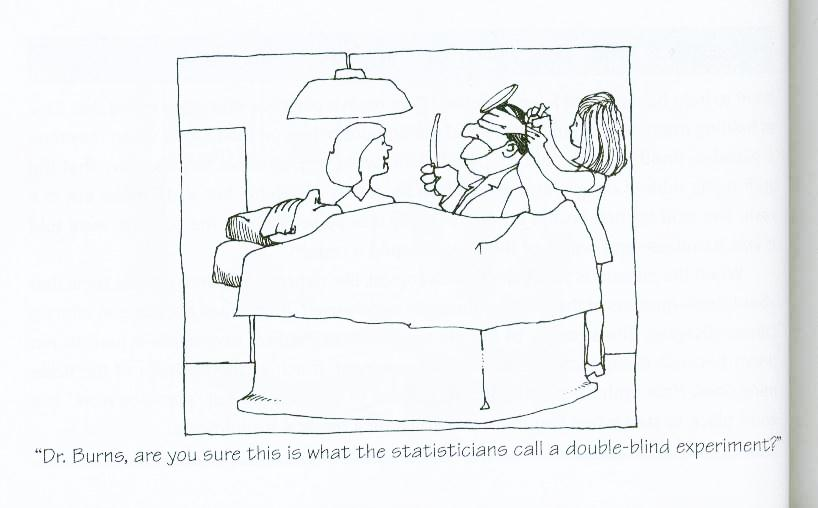 "Dr. Burns, are you sure this is what the statisticians call a double-blind experiment?"